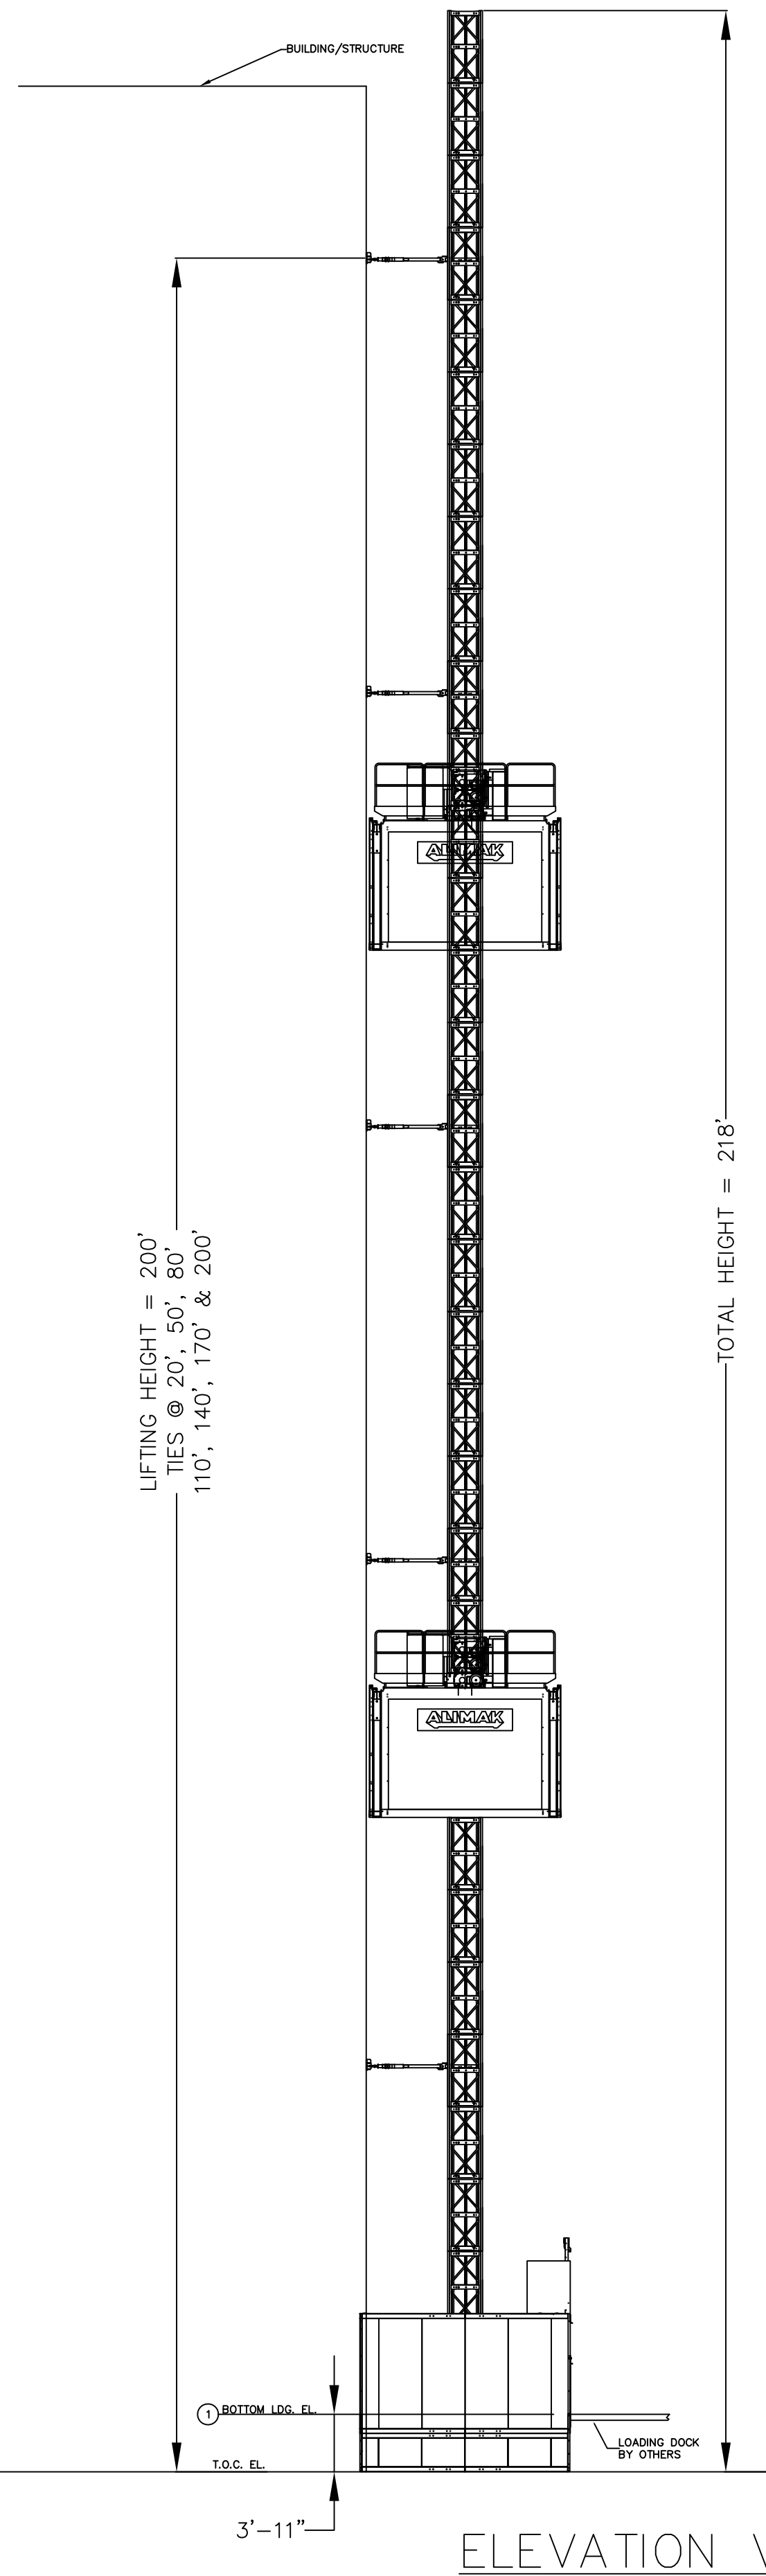 BUILDING/STRUCTURE
ALIMAK
LIFTING HEIGHT = 200'
TIES @ 20', 50', 80'
110', 140', 170' & 200'
TOTAL HEIGHT = 218'
ALIMAK
1
BOTTOM LDG. EL.
LOADING DOCK
BY OTHERS
T.O.C. EL.
3'-11"
ELEVATION V